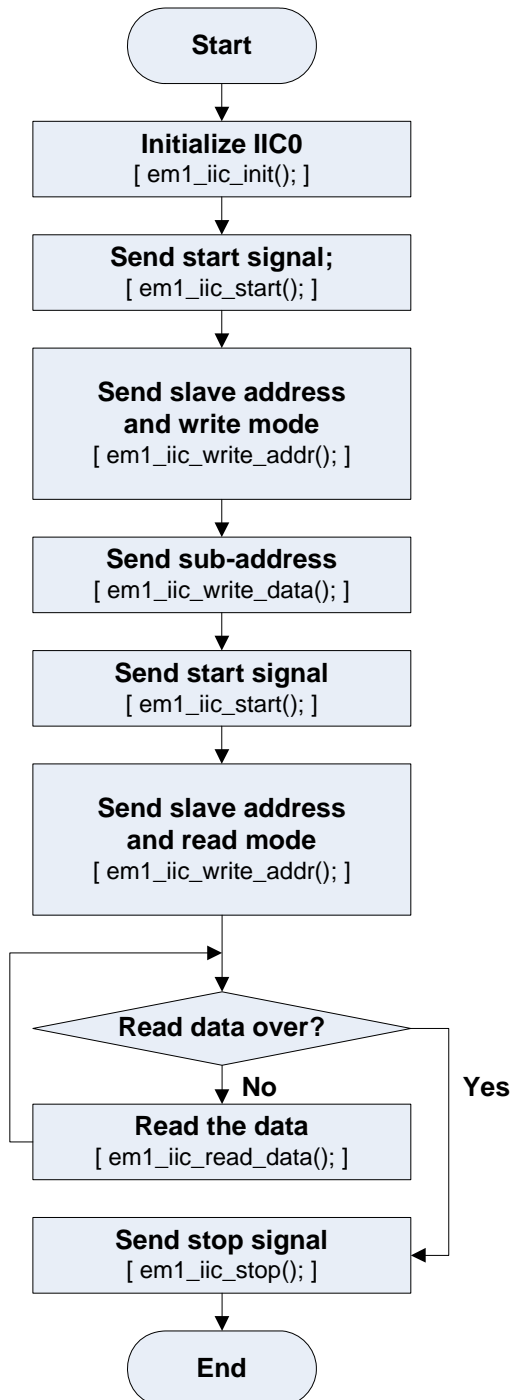 Start
Initialize IIC0
[ em1_iic_init(); ]
Send start signal;
[ em1_iic_start(); ]
Send slave address
and write mode
[ em1_iic_write_addr(); ]
Send sub-address
[ em1_iic_write_data(); ]
Send start signal
[ em1_iic_start(); ]
Send slave address
and read mode
[ em1_iic_write_addr(); ]
Read data over?
No
Yes
Read the data
[ em1_iic_read_data(); ]
Send stop signal
[ em1_iic_stop(); ]
End